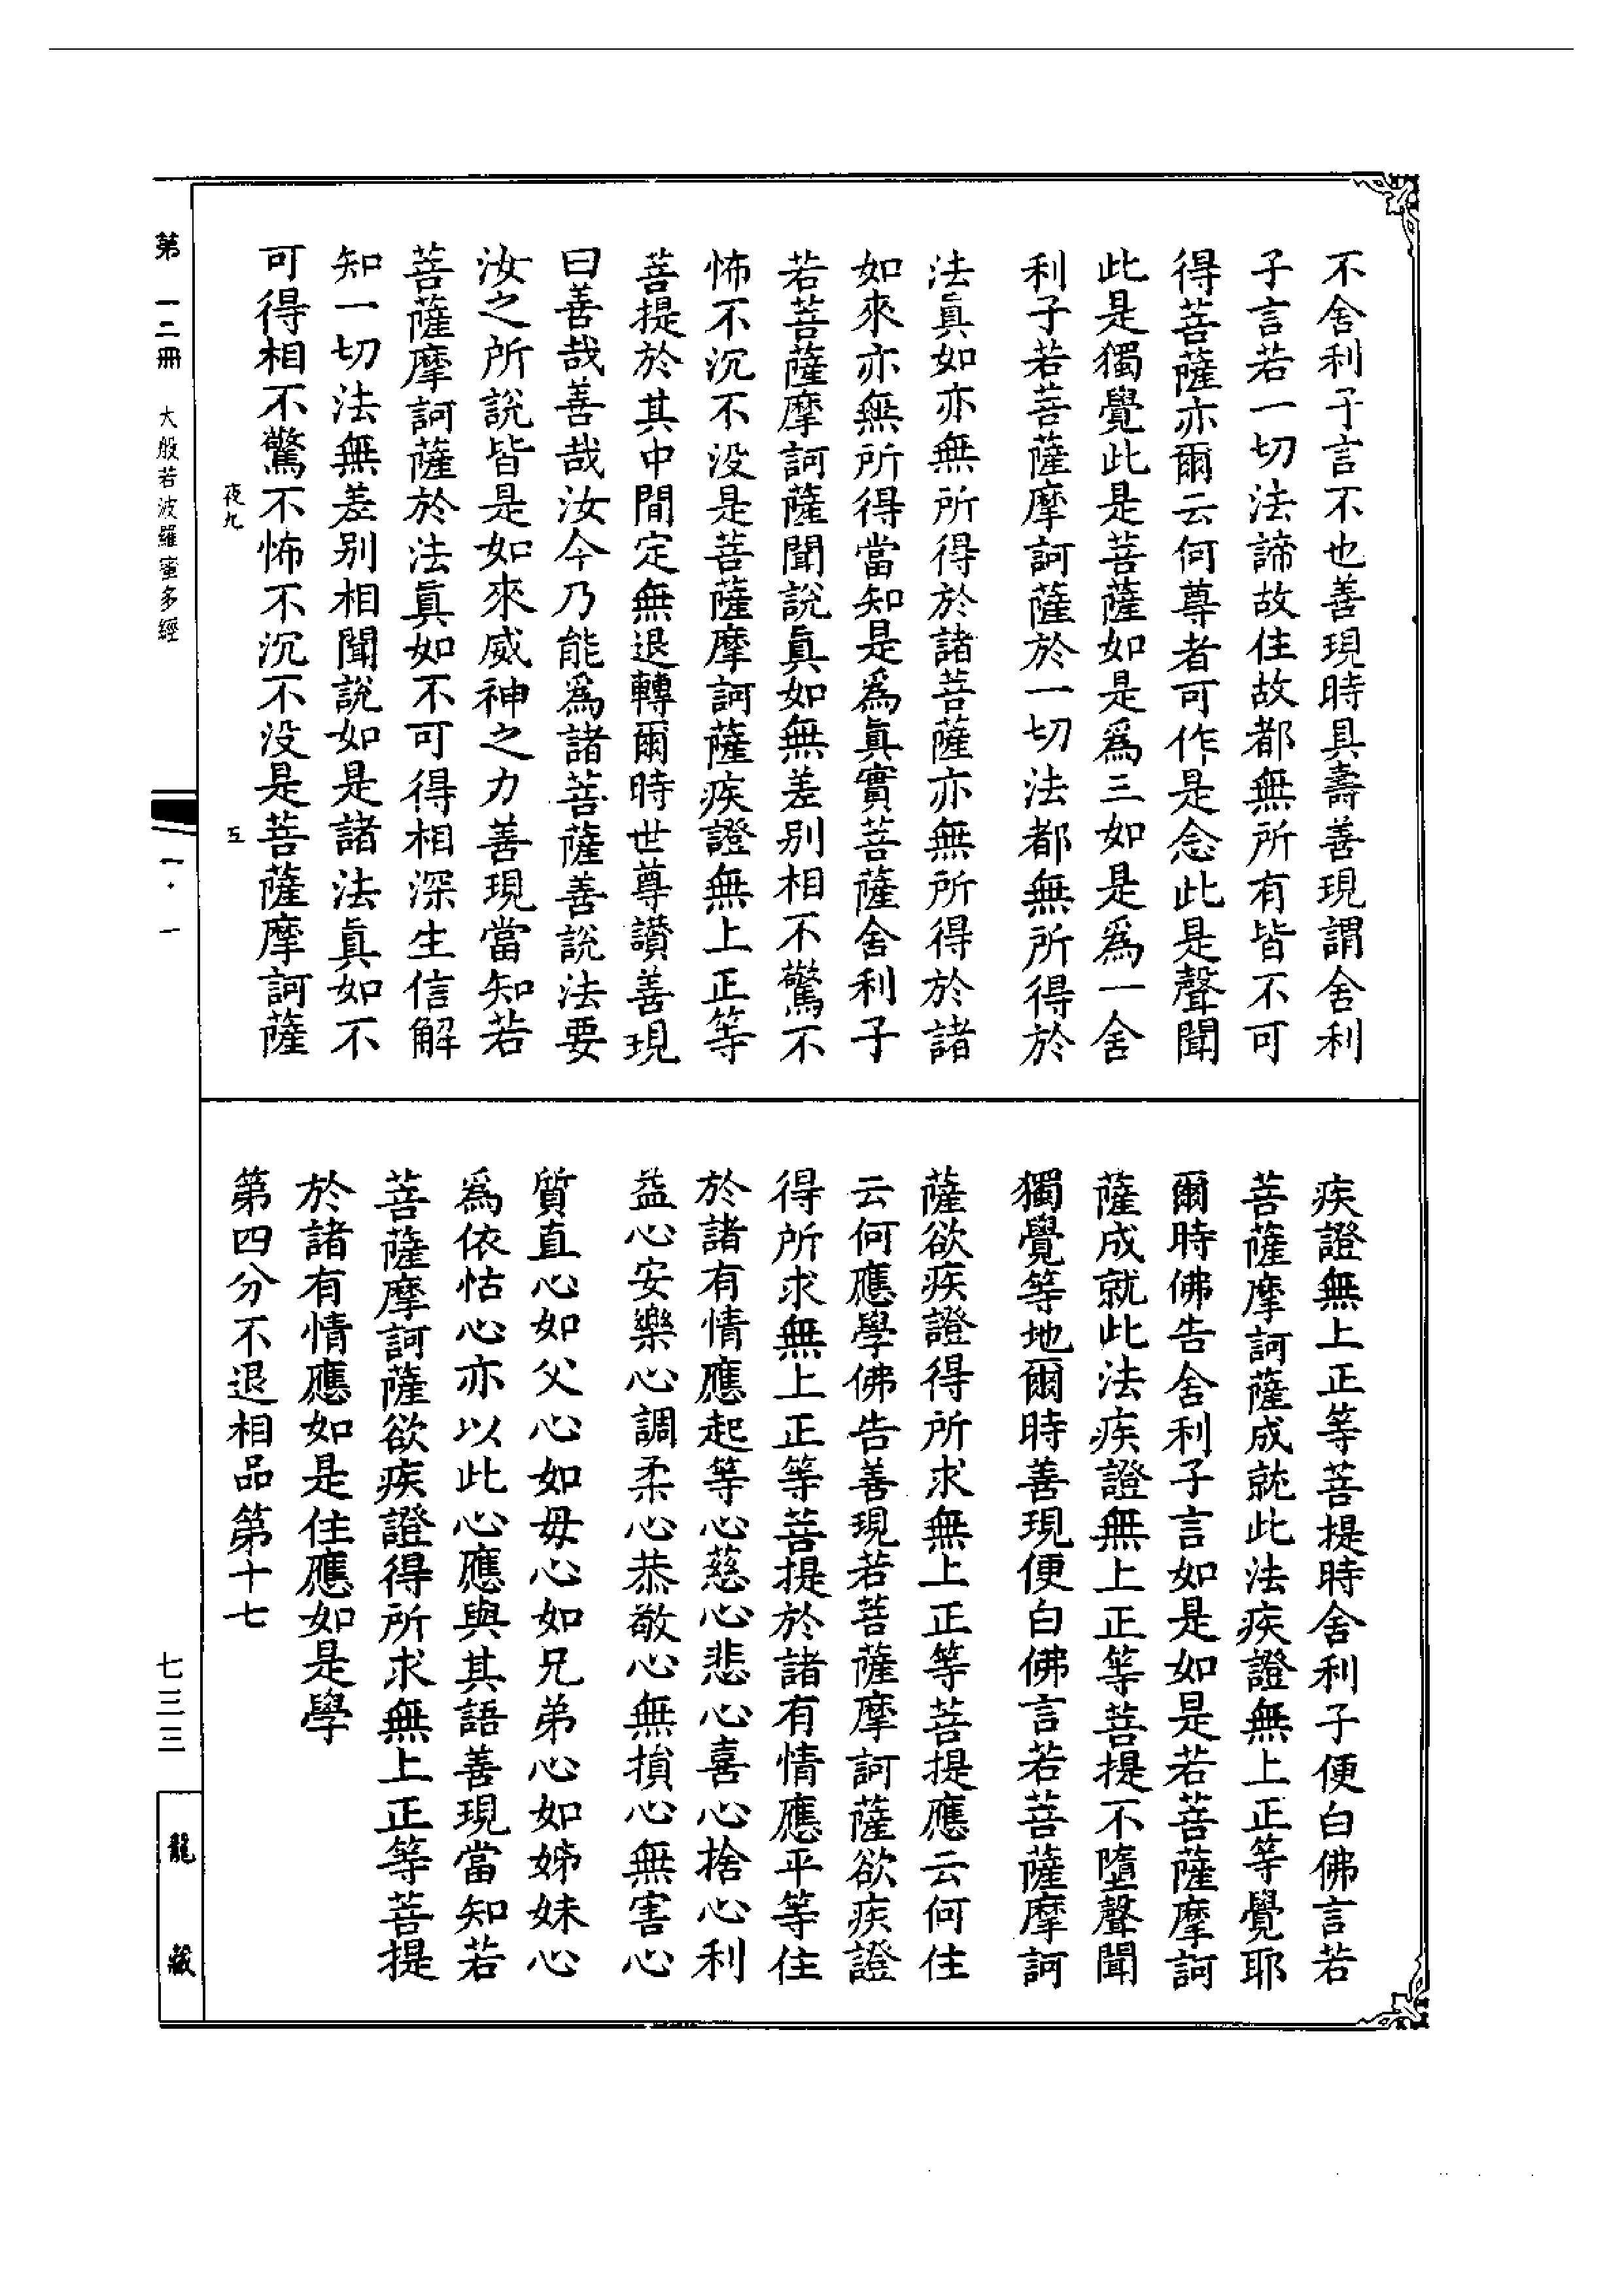 不舍利子言不也善現時具壽善現謂舍利
子言若一切法諦故住故都無所有皆不可
得菩薩亦爾云何尊者可作是念此是聲聞
此是獨覺此是菩薩如是爲三如是爲一舍
利子若菩薩摩訶薩於一切法都無所得於
法眞如亦無所得於諸菩薩亦無所得於諸
如來亦無所得當知是爲眞實菩薩舍利子
若菩薩摩訶薩聞說眞如無差别相不驚不
怖不沉不没是菩薩摩訶薩疾證無上正等
菩提於其中間定無退轉爾時世尊讃善現
曰善哉善哉汝今乃能爲諸菩薩善說法要
汝之所說皆是如來威神之力善現當知若
菩薩摩訶薩於法眞如不可得相深生信解
知一切法無差别相聞說如是諸法眞如不
可得相不驚不怖不沉不没是菩薩摩訶薩
夜九 五
疾證無上正等菩提時舍利子便白佛言若
菩薩摩訶薩成就此法疾證無上正等覺耶
爾時佛告舍利子言如是如是若菩薩摩訶
薩成就此法疾證無上正等菩提不墮聲聞
獨覺等地爾時善現便白佛言若菩薩摩訶
薩欲疾證得所求無上正等菩提應云何住
云何應學佛告善現若菩薩摩訶薩欲疾證
得所求無上正等菩提於諸有情應平等住
於諸有情應起等心慈心悲心喜心捨心利
益心安樂心調柔心恭敬心無損心無害心
質直心如父心如母心如兄弟心如姊妹心
爲依怙心亦以此心應與其語善現當知若
菩薩摩訶薩欲疾證得所求無上正等菩提
於諸有情應如是住應如是學
第四分不退相品第十七
第一二冊 大般若波羅蜜多經
一·一
七三三
龍藏